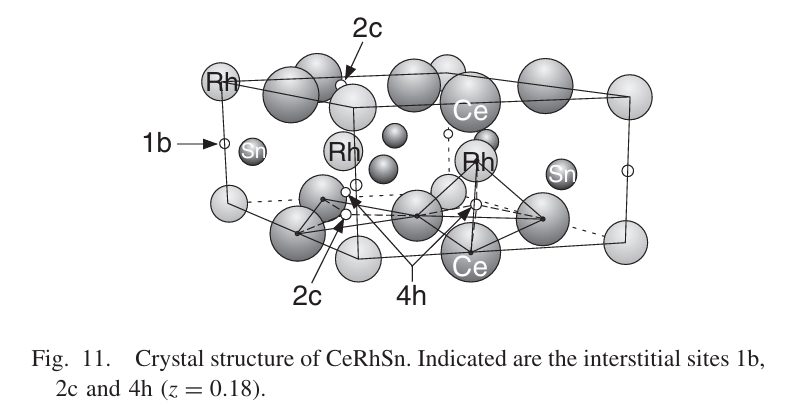 2c
Rh
Ce
1b
Sn
Rh
Rh
Sn
Ce
2c
4h
Fig. 11. Crystal structure of CeRhSn. Indicated are the interstitial sites 1b,
2c and 4h (z = 0.18).